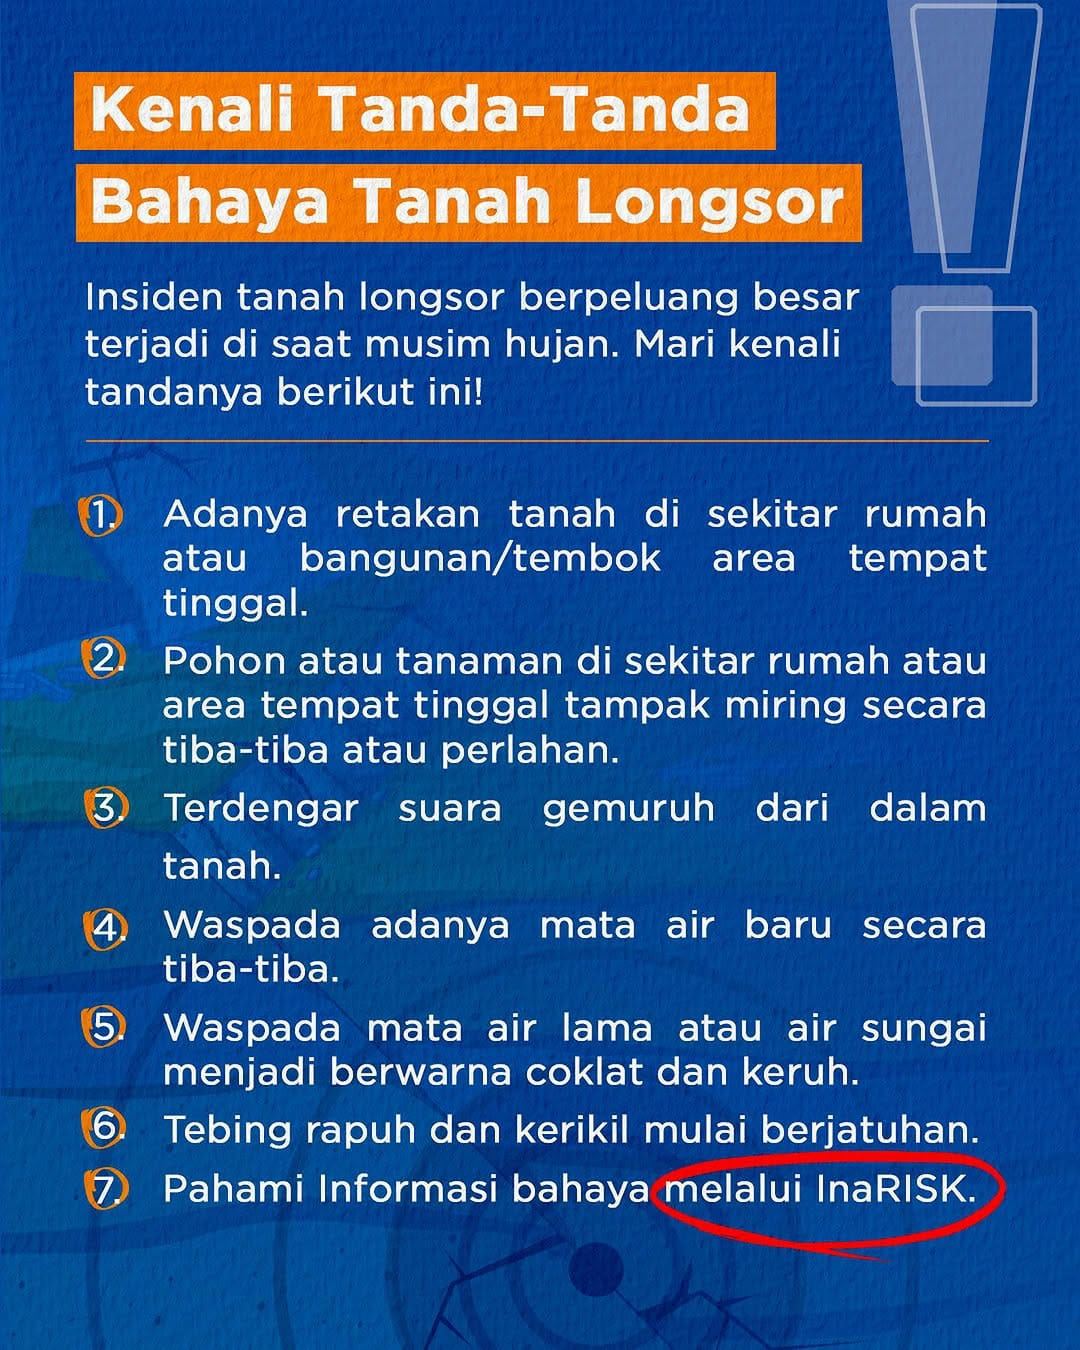 Kenali Tanda-Tanda
Bahaya Tanah Longsor
Insiden tanah longsor berpeluang besar
terjadi di saat musim hujan. Mari kenali
tandanya berikut ini!
1. Adanya retakan tanah di sekitar rumah
atau bangunan/tembok area tempat
tinggal.
2. Pohon atau tanaman di sekitar rumah atau
area tempat tinggal tampak miring secara
tiba-tiba atau perlahan.
3. Terdengar suara gemuruh dari dalam
tanah.
4. Waspada adanya mata air baru secara
tiba-tiba.
5. Waspada mata air lama atau air sungai
menjadi berwarna coklat dan keruh.
6. Tebing rapuh dan kerikil mulai berjatuhan.
7. Pahami Informasi bahaya melalui InaRISK.